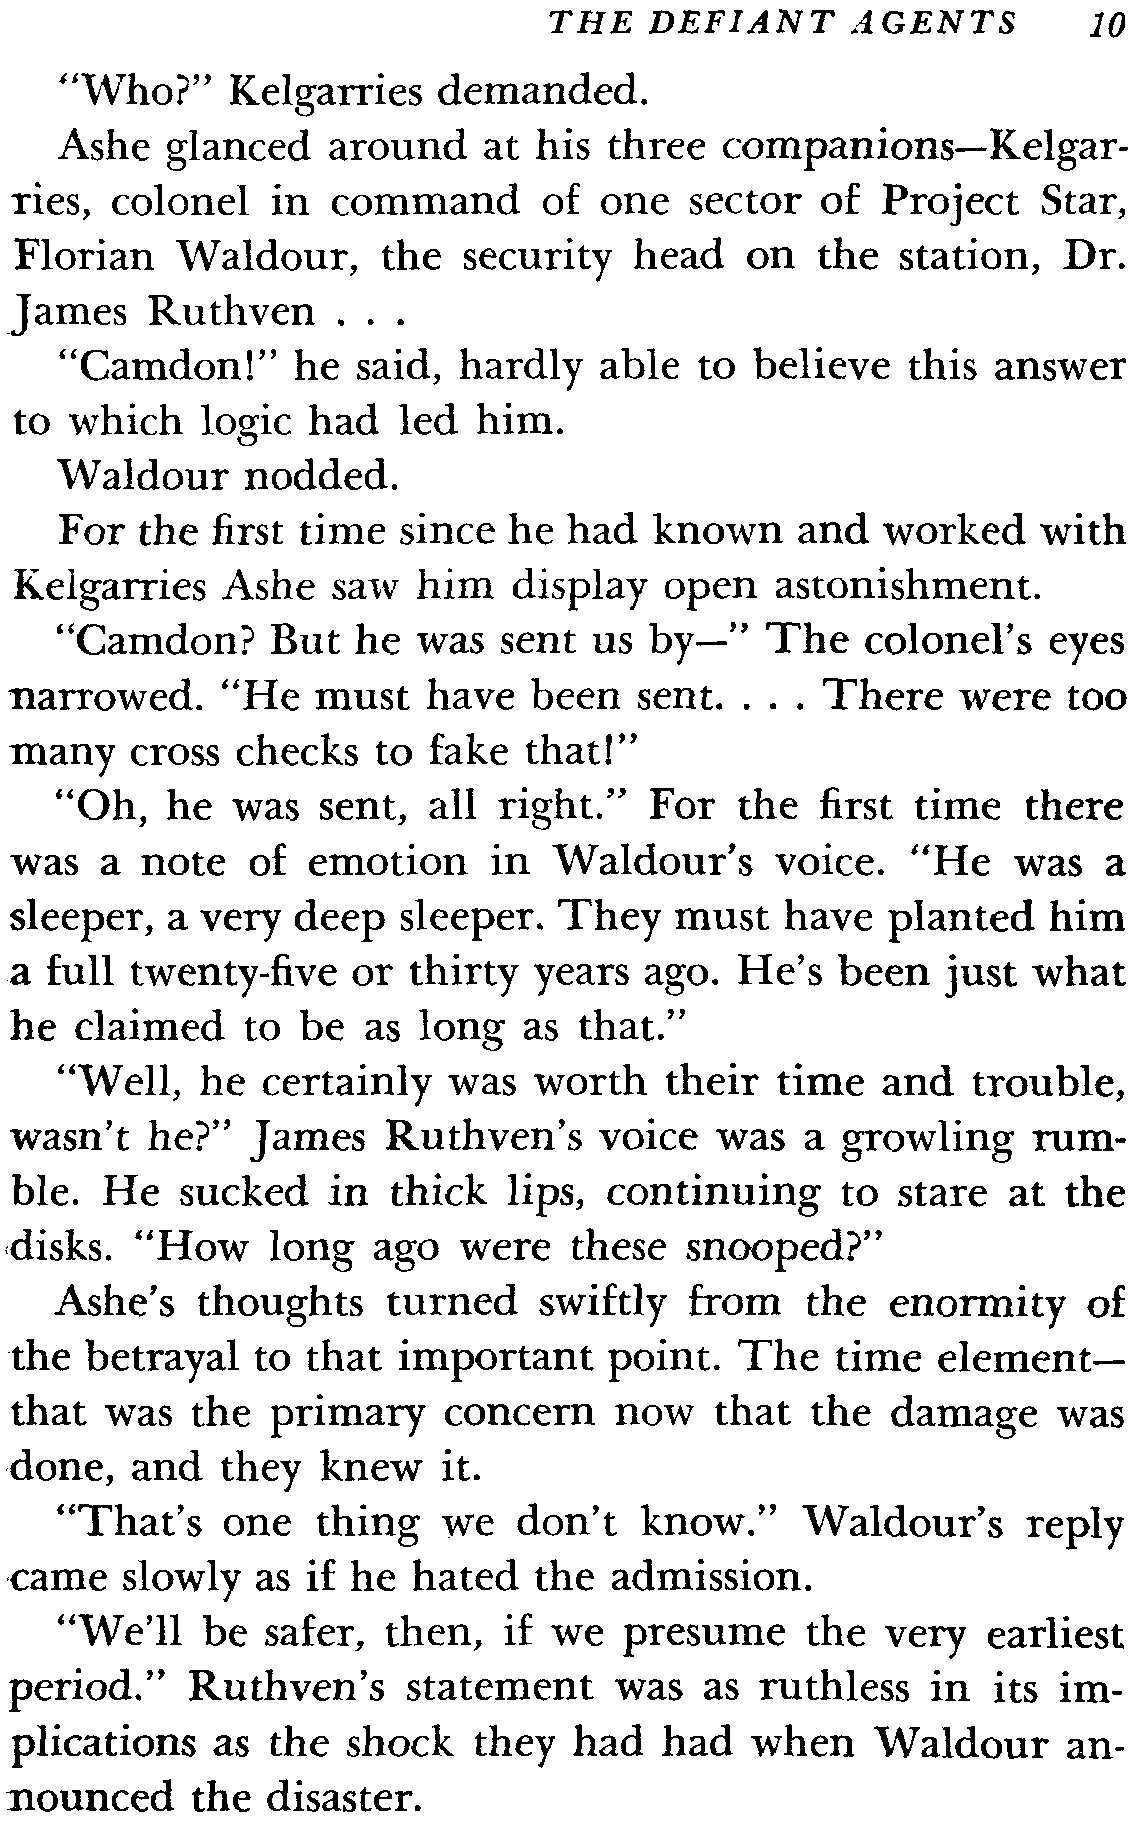 THE DEFIANT AGENTS 10
“Who?” Kelgarries demanded.
Ashe glanced around at his three companions—Kelgar-
ries, colonel in command of one sector of Project Star,
Florian Waldour, the security head on the station, Dr.
James Ruthven . . .
“Camdon!” he said, hardly able to believe this answer
to which logic had led him.
Waldour nodded.
For the first time since he had known and worked with
Kelgarries Ashe saw him display open astonishment.
“Camdon? But he was sent us by—” The colonel’s eyes
narrowed. “He must have been sent. . . . There were too
many cross checks to fake that!”
“Oh, he was sent, all right.” For the first time there
was a note of emotion in Waldour’s voice. “He was a
sleeper, a very deep sleeper. They must have planted him
a full twenty-five or thirty years ago. He’s been just what
he claimed to be as long as that.”
“Well, he certainly was worth their time and trouble,
wasn’t he?” James Ruthven’s voice was a growling rum-
ble. He sucked in thick lips, continuing to stare at the
disks. “How long ago were these snooped?”
Ashe’s thoughts turned swiftly from the enormity of
the betrayal to that important point. The time element—
that was the primary concern now that the damage was
done, and they knew it.
“That’s one thing we don’t know.” Waldour’s reply
came slowly as if he hated the admission.
“We’ll be safer, then, if we presume the very earliest
period.” Ruthven’s statement was as ruthless in its im-
plications as the shock they had had when Waldour an-
nounced the disaster.